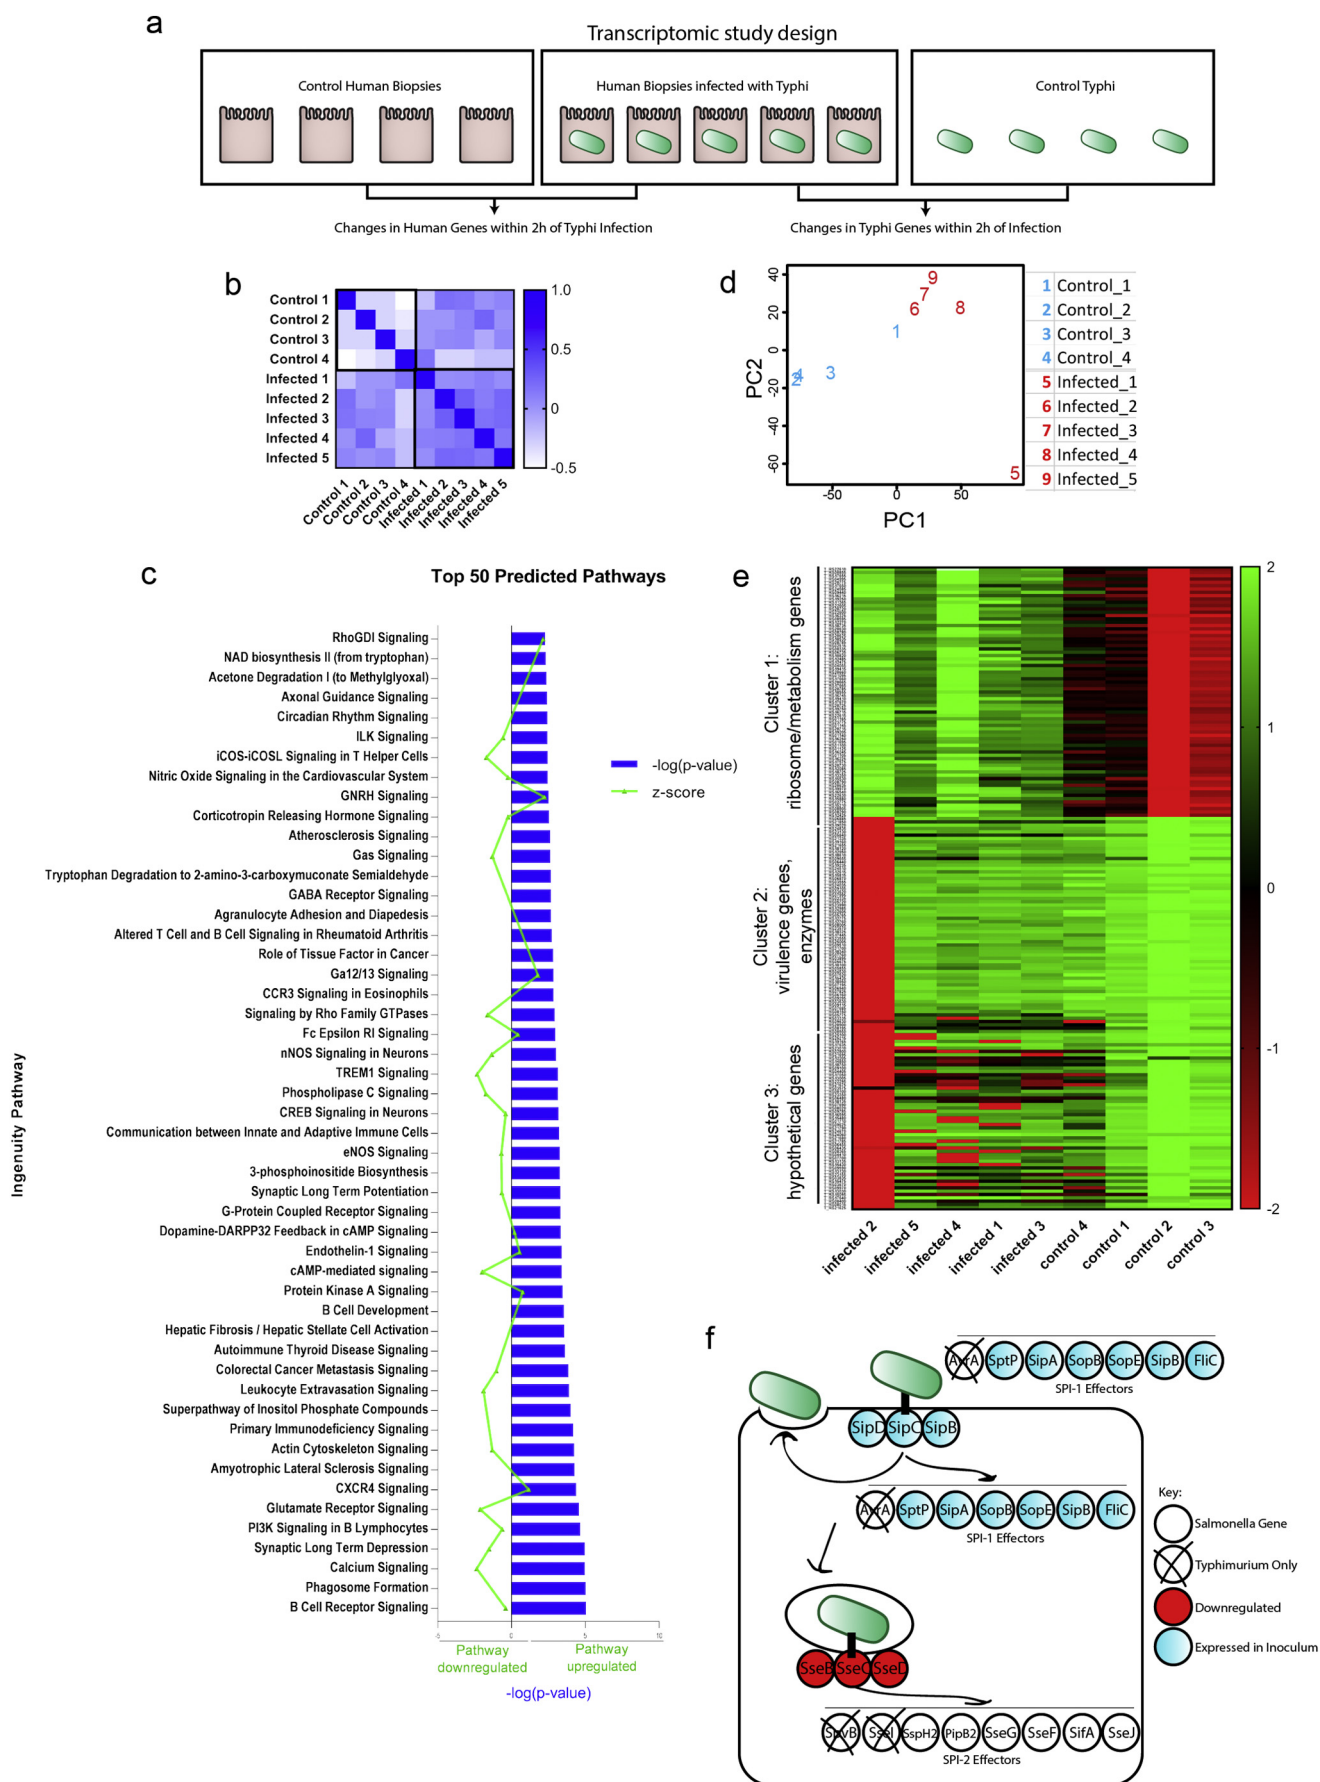 a
Transcriptomic study design
Control Human Biopsies
Human Biopsies infected with Typhi
Control Typhi
Changes in Human Genes within 2h of Typhi Infection
Changes in Typhi Genes within 2h of Infection
b
Control 1
Control 2
Control 3
Control 4
Infected 1
Infected 2
Infected 3
Infected 4
Infected 5
Control 1
Control 2
Control 3
Control 4
Infected 1
Infected 2
Infected 3
Infected 4
Infected 5
1.0
0.5
0
-0.5
d
PC2
40
20
0
-20
-40
-60
-50
0
50
PC1
1
2
3
4
5
6
7
8
9
1 Control_1
2 Control_2
3 Control_3
4 Control_4
5 Infected_1
6 Infected_2
7 Infected_3
8 Infected_4
9 Infected_5
c
Top 50 Predicted Pathways
Ingenuity Pathway
RhoGDI Signaling
NAD biosynthesis II (from tryptophan)
Acetone Degradation I (to Methylglyoxal)
Axonal Guidance Signaling
Circadian Rhythm Signaling
ILK Signaling
iCOS-iCOSL Signaling in T Helper Cells
Nitric Oxide Signaling in the Cardiovascular System
GNRH Signaling
Corticotropin Releasing Hormone Signaling
Atherosclerosis Signaling
Gas Signaling
Tryptophan Degradation to 2-amino-3-carboxymuconate Semialdehyde
GABA Receptor Signaling
Agranulocyte Adhesion and Diapedesis
Altered T Cell and B Cell Signaling in Rheumatoid Arthritis
Role of Tissue Factor in Cancer
Ga12/13 Signaling
CCR3 Signaling in Eosinophils
Signaling by Rho Family GTPases
Fc Epsilon RI Signaling
nNOS Signaling in Neurons
TREM1 Signaling
Phospholipase C Signaling
CREB Signaling in Neurons
Communication between Innate and Adaptive Immune Cells
eNOS Signaling
3-phosphoinositide Biosynthesis
Synaptic Long Term Potentiation
G-Protein Coupled Receptor Signaling
Dopamine-DARPP32 Feedback in cAMP Signaling
Endothelin-1 Signaling
cAMP-mediated signaling
Protein Kinase A Signaling
B Cell Development
Hepatic Fibrosis / Hepatic Stellate Cell Activation
Autoimmune Thyroid Disease Signaling
Colorectal Cancer Metastasis Signaling
Leukocyte Extravasation Signaling
Superpathway of Inositol Phosphate Compounds
Primary Immunodeficiency Signaling
Actin Cytoskeleton Signaling
Amyotrophic Lateral Sclerosis Signaling
CXCR4 Signaling
Glutamate Receptor Signaling
PI3K Signaling in B Lymphocytes
Synaptic Long Term Depression
Calcium Signaling
Phagosome Formation
B Cell Receptor Signaling
-log(p-value)
z-score
-5
0
5
10
Pathway downregulated
Pathway upregulated
-log(p-value)
e
Cluster 1:
ribosome/metabolism genes
Cluster 2:
virulence genes,
enzymes
Cluster 3:
hypothetical genes
infected 2
infected 5
infected 4
infected 1
infected 3
control 4
control 1
control 2
control 3
2
1
0
-1
-2
f
AvrA SptP SipA SopB SopE SipB FliC
SPI-1 Effectors
SipD SipC SipB
AvrA SptP SipA SopB SopE SipB FliC
SPI-1 Effectors
SseB SseC SseD
SpvB SseI SspH2 PipB2 SseG SseF SifA SseJ
SPI-2 Effectors
Key:
Salmonella Gene
Typhimurium Only
Downregulated
Expressed in Inoculum